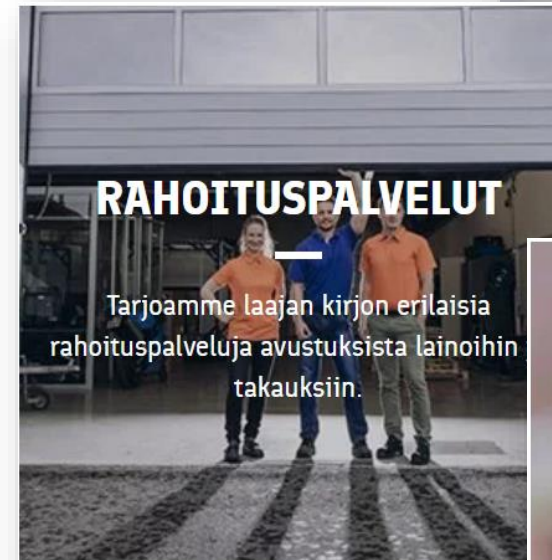 RAHOITUSPALVELUT
Tarjoamme laajan kirjon erilaisia
rahoituspalveluja avustuksista lainoihin
takauksiin.